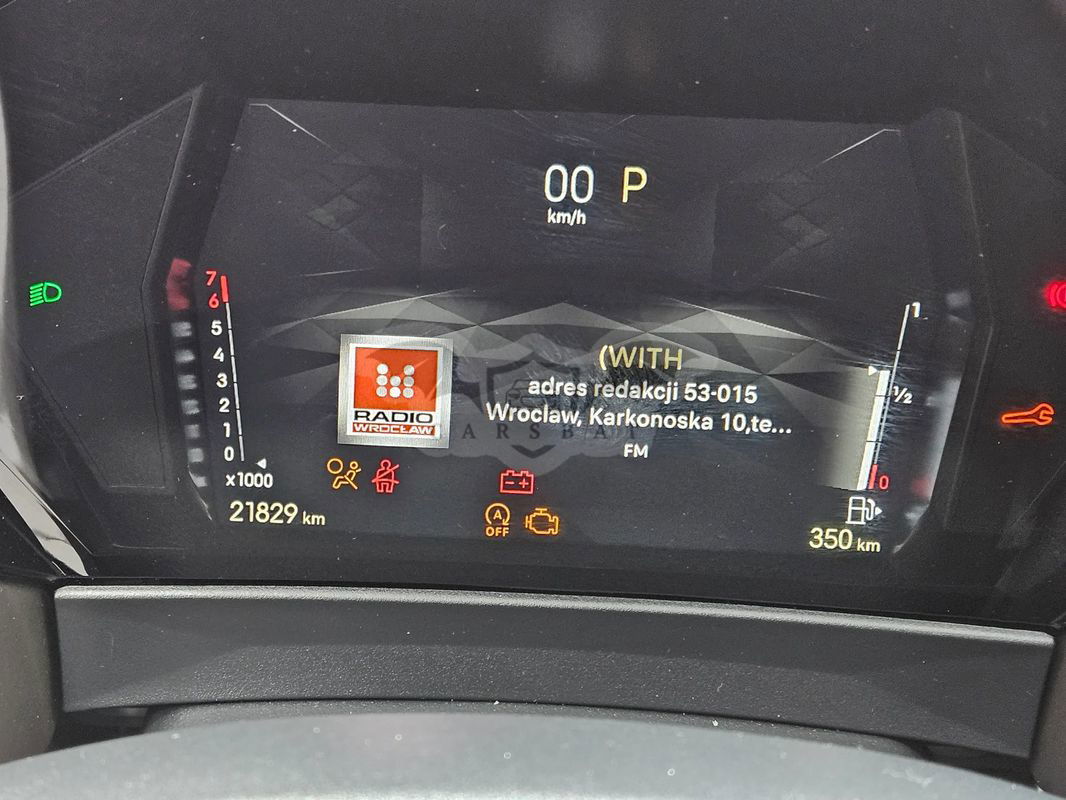 00 P
km/h
7
6
5
4
3
2
1
0
x1000
1
½
0
(WITH
adres redakcji 53-015
Wroclaw, Karkonoska 10,te...
FM
RADIO
WROCŁAW
A
OFF
21829 km
350 km